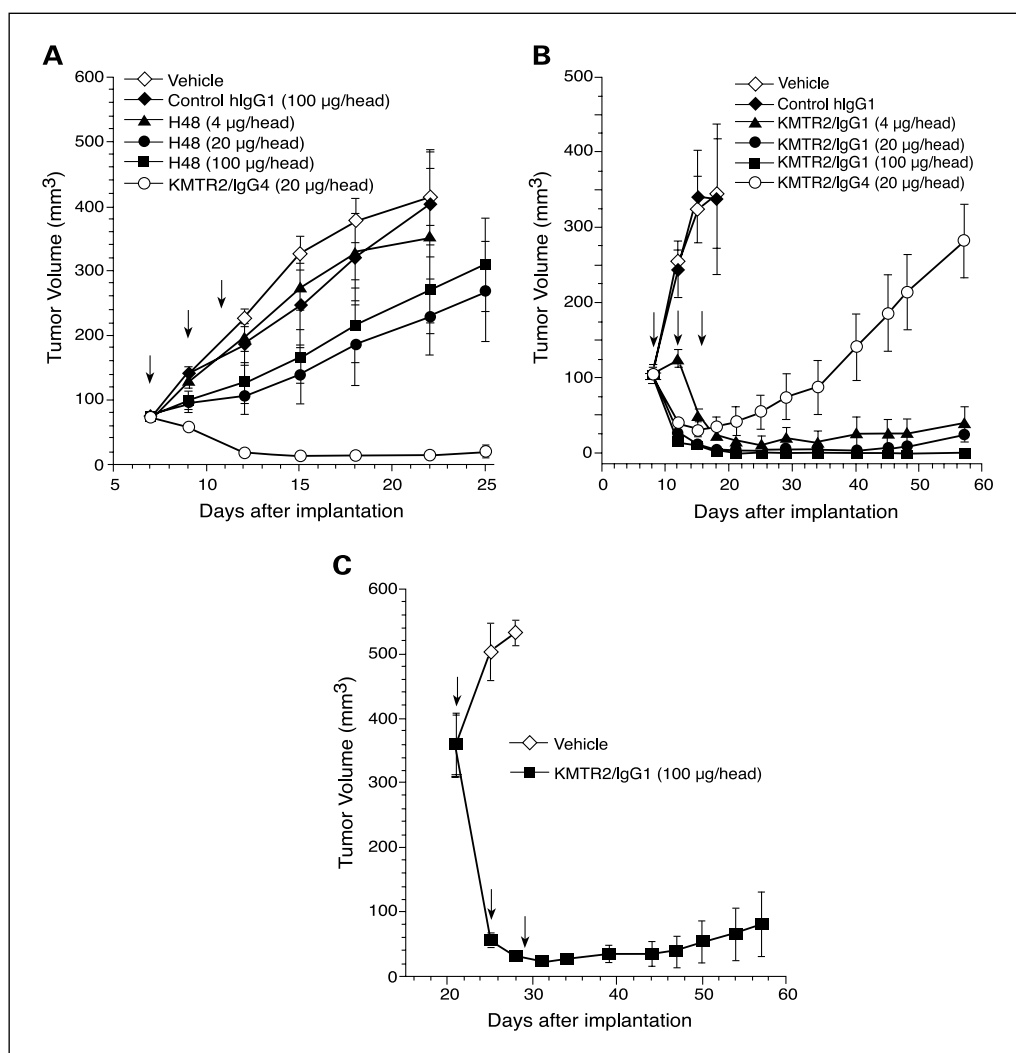 A
600
500
400
300
200
100
0
Tumor Volume (mm3)
Vehicle
Control hIgG1 (100 µg/head)
H48 (4 µg/head)
H48 (20 µg/head)
H48 (100 µg/head)
KMTR2/IgG4 (20 µg/head)
5 10 15 20 25
Days after implantation
B
500
400
300
200
100
0
Tumor Volume (mm3)
Vehicle
Control hIgG1
KMTR2/IgG1 (4 µg/head)
KMTR2/IgG1 (20 µg/head)
KMTR2/IgG1 (100 µg/head)
KMTR2/IgG4 (20 µg/head)
0 10 20 30 40 50 60
Days after implantation
C
600
500
400
300
200
100
0
Tumor Volume (mm3)
Vehicle
KMTR2/IgG1 (100 µg/head)
20 30 40 50 60
Days after implantation